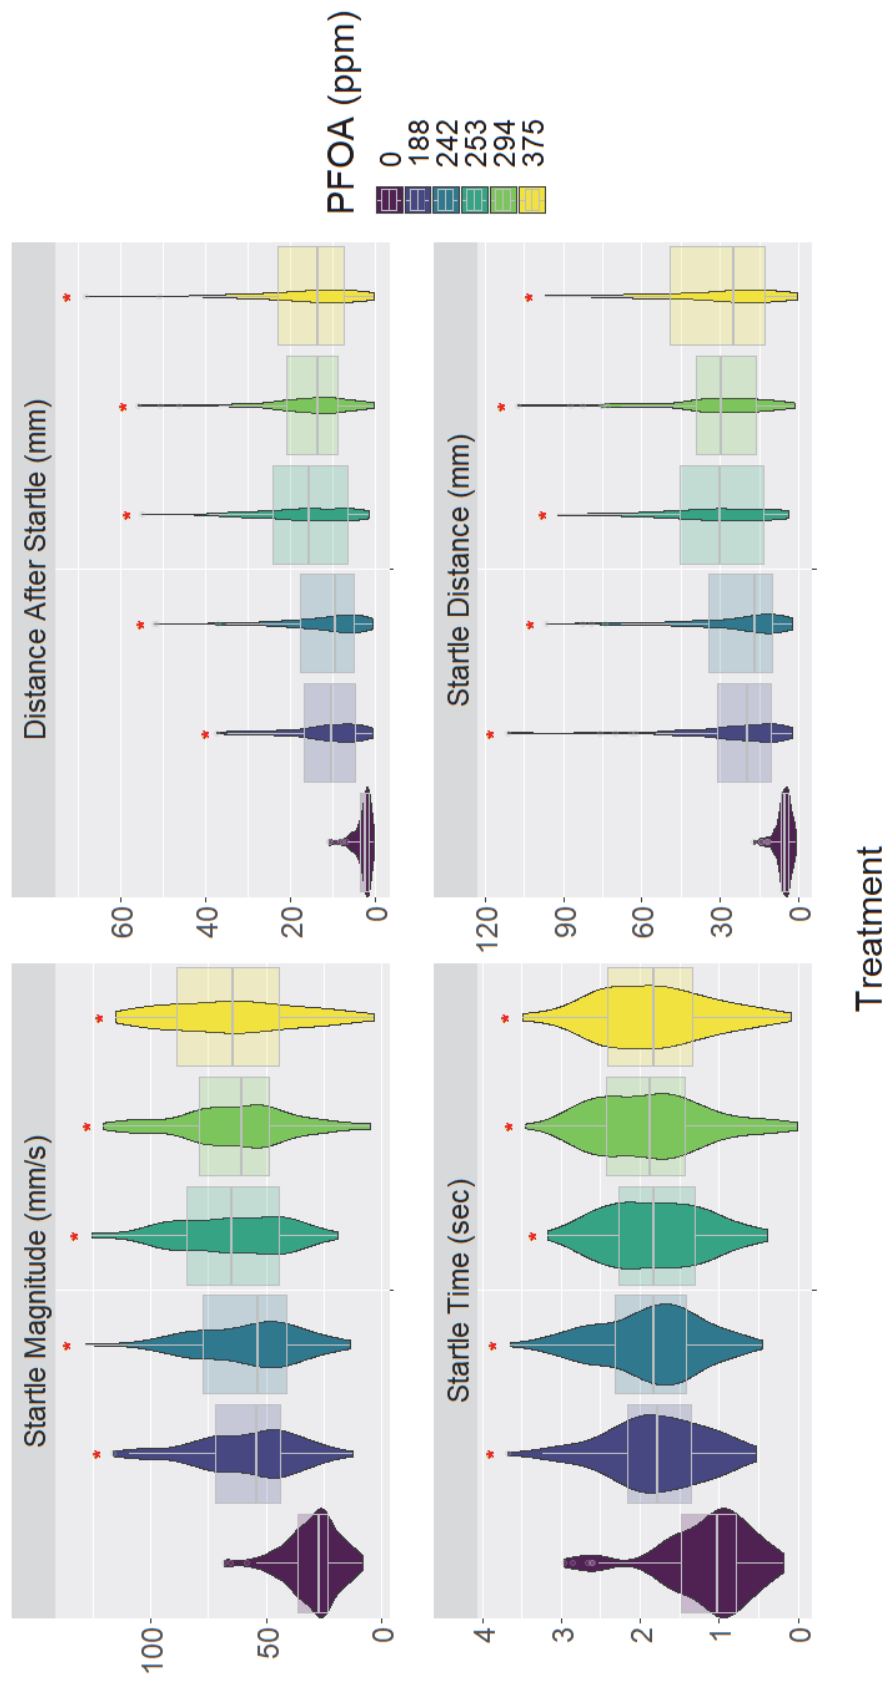 Startle Magnitude (mm/s)
Distance After Startle (mm)
100
50
0
60
40
20
0
* * * * *
* * * * *
Startle Time (sec)
Startle Distance (mm)
4
3
2
1
0
120
90
60
30
0
* * * * *
* * * * *
Treatment
PFOA (ppm)
0
188
242
253
294
375